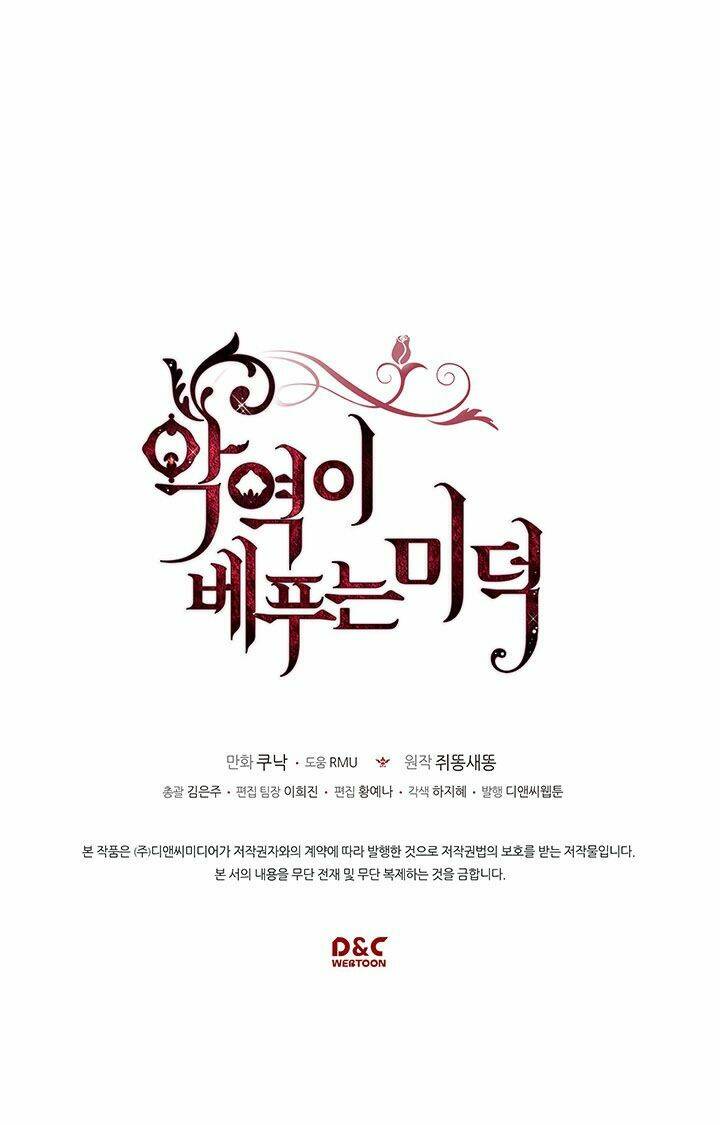 악역이
베푸는 미덕
만화 쿠낙 • 도움 RMU 원작 쥐똥새똥
총괄 김은주 • 편집 팀장 이희진 • 편집 황예나 • 각색 하지혜 • 발행 디앤씨웹툰
본 작품은 (주)디앤씨미디어가 저작권자와의 계약에 따라 발행한 것으로 저작권법의 보호를 받는 저작물입니다.
본 서의 내용을 무단 전재 및 무단 복제하는 것을 금합니다.
D&C
WEBTOON